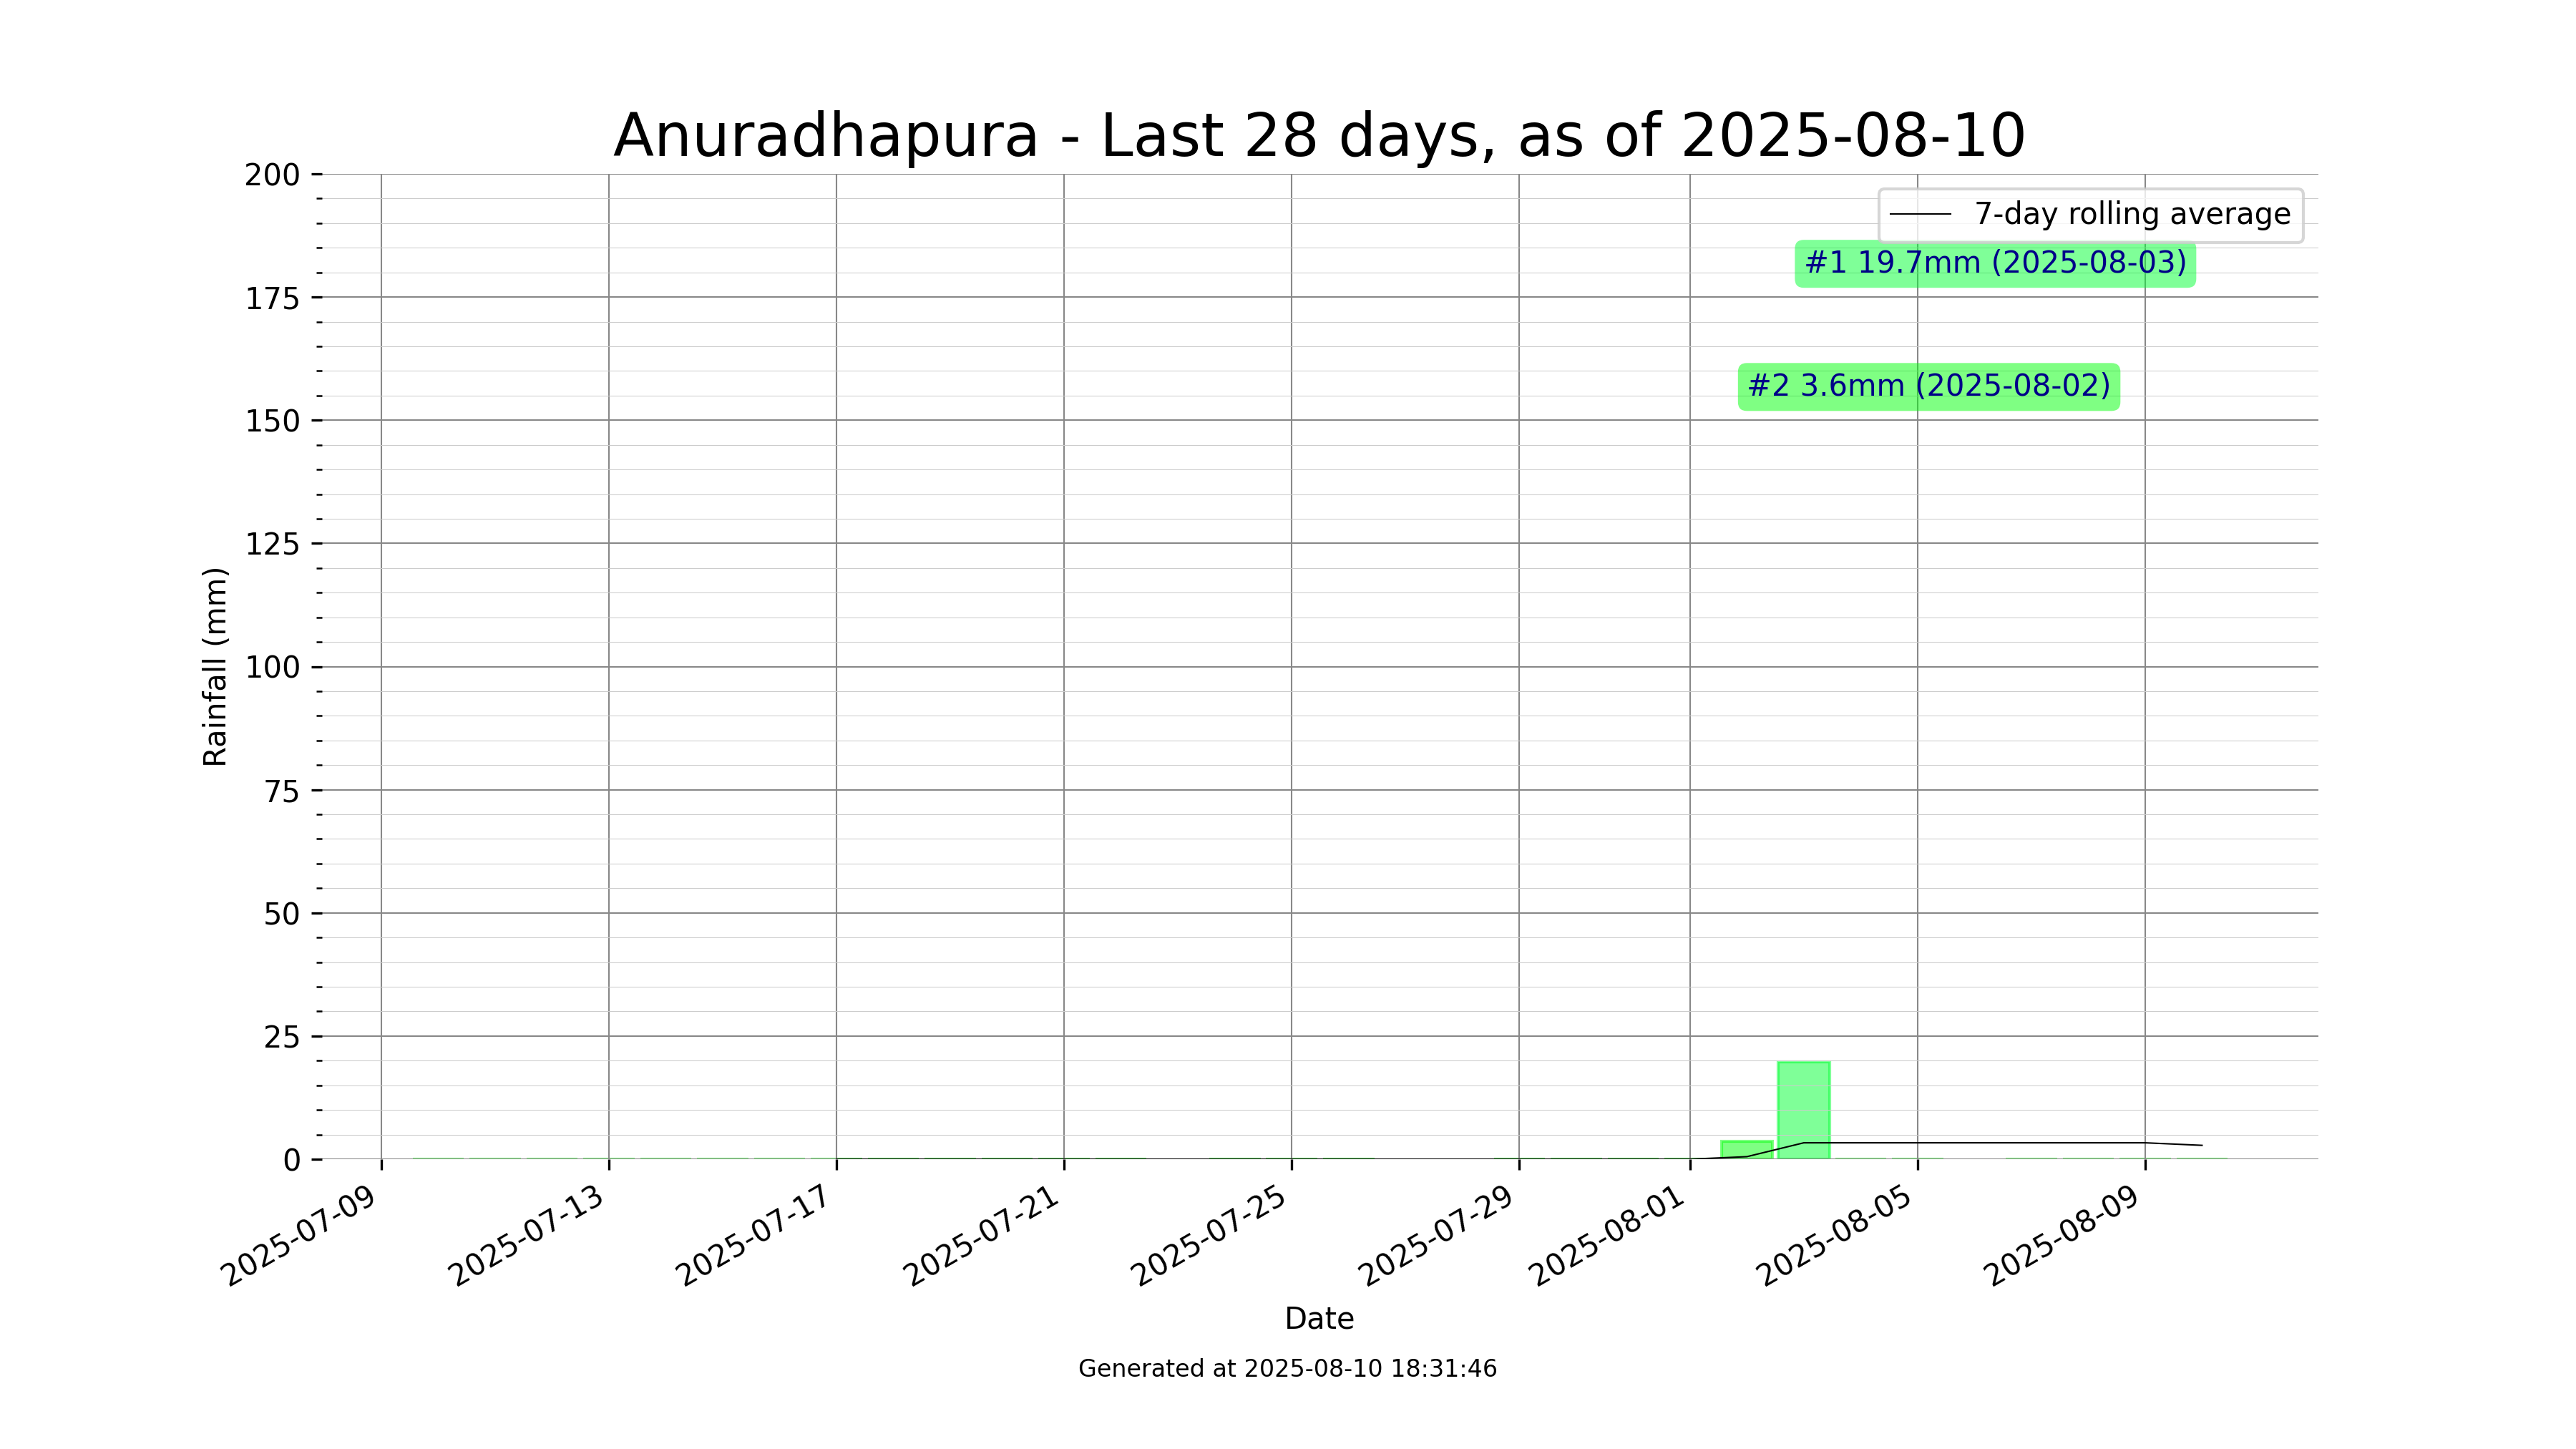 Anuradhapura - Last 28 days, as of 2025-08-10
7-day rolling average
#1 19.7mm (2025-08-03)
#2 3.6mm (2025-08-02)
Rainfall (mm)
200
175
150
125
100
75
50
25
0
2025-07-09
2025-07-13
2025-07-17
2025-07-21
2025-07-25
2025-07-29
2025-08-01
2025-08-05
2025-08-09
Date
Generated at 2025-08-10 18:31:46